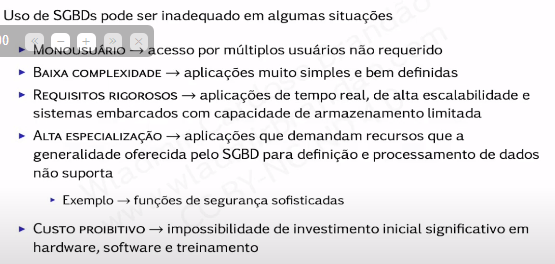 Uso de SGBDs pode ser inadequado em algumas situações
MONOUSUÁRIO → acesso por múltiplos usuários não requerido
BAIXA COMPLEXIDADE → aplicações muito simples e bem definidas
REQUISITOS RIGOROSOS → aplicações de tempo real, de alta escalabilidade e
sistemas embarcados com capacidade de armazenamento limitada
ALTA ESPECIALIZAÇÃO → aplicações que demandam recursos que a
generalidade oferecida pelo SGBD para definição e processamento de dados
não suporta
Exemplo → funções de segurança sofisticadas
CUSTO PROIBITIVO → impossibilidade de investimento inicial significativo em
hardware, software e treinamento